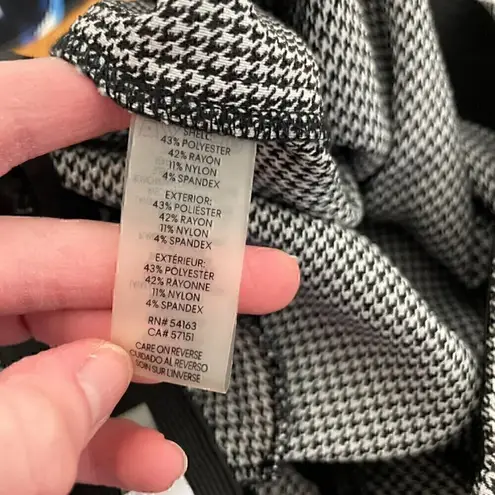 SHELL:
43% POLYESTER
42% RAYON
11% NYLON
4% SPANDEX
EXTERIOR:
43% POLIÉSTER
42% RAYON
11% NYLON
4% SPANDEX
EXTÉRIEUR:
43% POLYESTER
42% RAYONNE
11% NYLON
4% SPANDEX
RN# 54163
CA# 57151
CARE ON REVERSE
CUIDADO AL REVERSO
SOIN SUR L'INVERSE